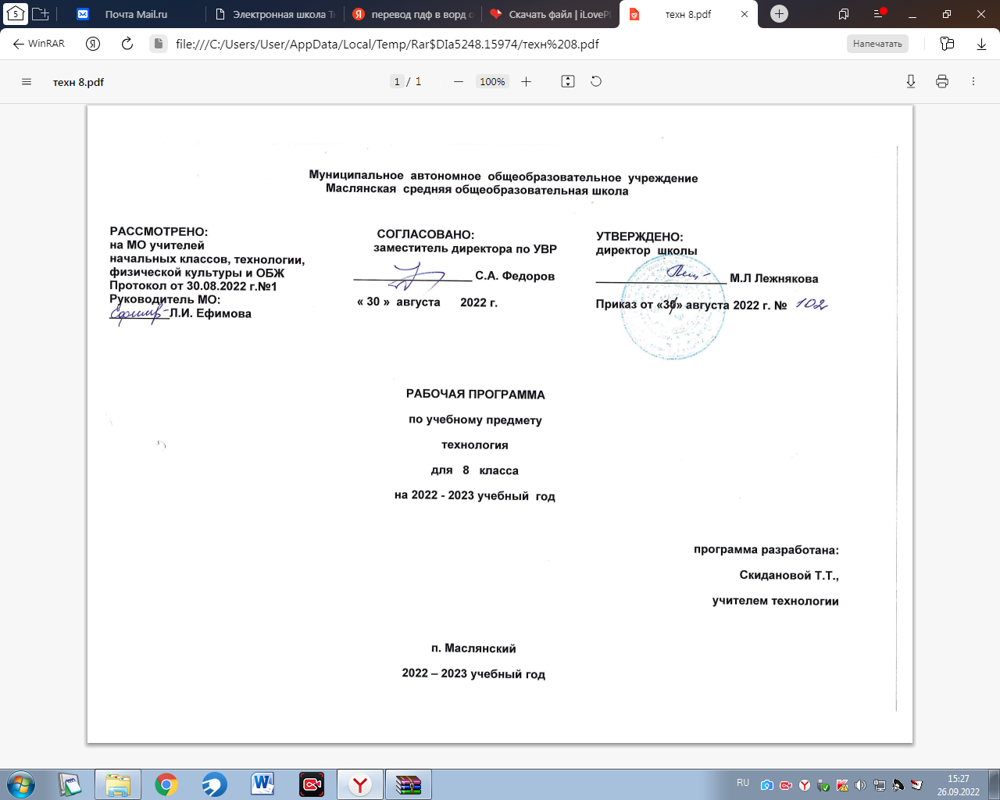 5
Почта Mail.ru
Электронная школа Т
перевод пдф в ворд о
Скачать файл | iLoveP
техн 8.pdf
WinRAR
file:///C:/Users/User/AppData/Local/Temp/Rar$DIa5248.15974/техн%208.pdf
Напечатать
техн 8.pdf
1 / 1
100%
Муниципальное автономное общеобразовательное учреждение
Маслянская средняя общеобразовательная школа
РАССМОТРЕНО:
на МО учителей
начальных классов, технологии,
физической культуры и ОБЖ
Протокол от 30.08.2022 г.№1
Руководитель МО:
Л.И. Ефимова
СОГЛАСОВАНО:
заместитель директора по УВР
С.А. Федоров
« 30 » августа 2022 г.
УТВЕРЖДЕНО:
директор школы
М.Л Лежнякова
Приказ от «30» августа 2022 г. № 102
РАБОЧАЯ ПРОГРАММА
по учебному предмету
технология
для 8 класса
на 2022 - 2023 учебный год
программа разработана:
Скидановой Т.Т.,
учителем технологии
п. Маслянский
2022 – 2023 учебный год
RU
15:27
26.09.2022